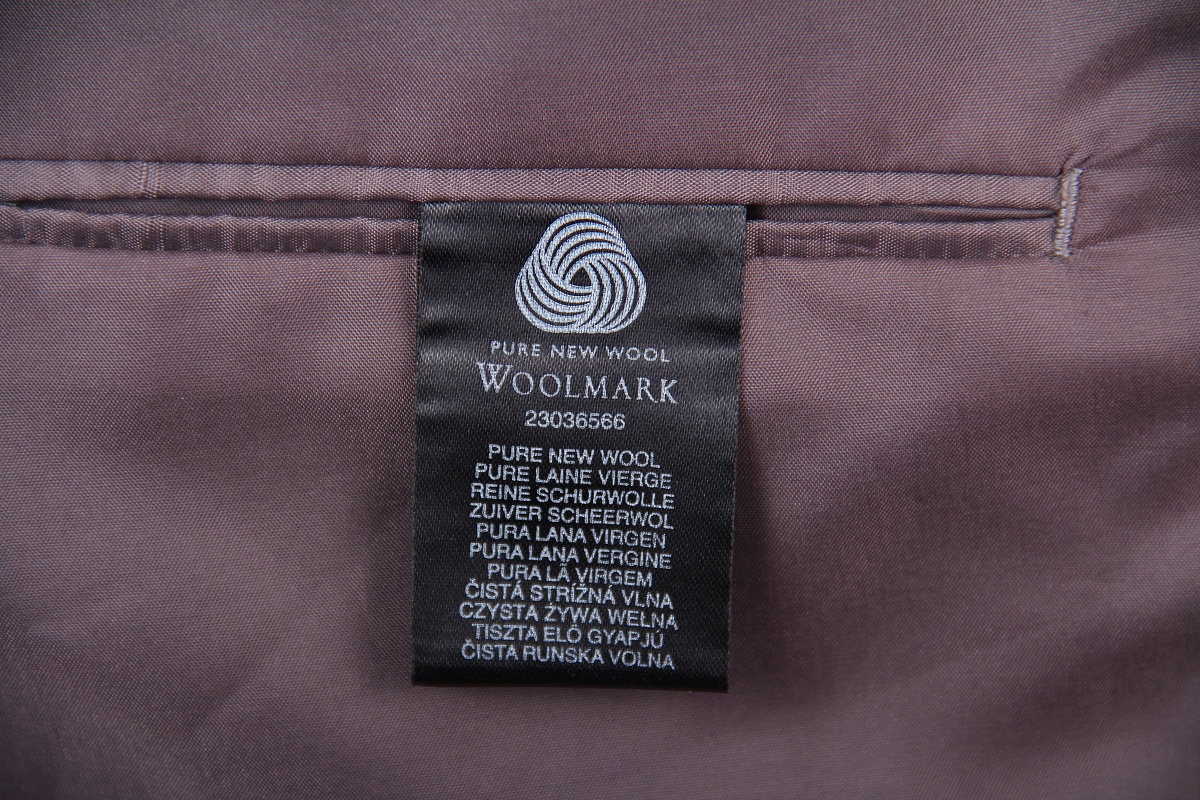 PURE NEW WOOL
WOOLMARK
23036566
PURE NEW WOOL
PURE LAINE VIERGE
REINE SCHURWOLLE
ZUIVER SCHEERWOL
PURA LANA VIRGEN
PURA LANA VERGINE
PURA LÃ VIRGEM
ČISTÁ STRÍŽNÁ VLNA
CZYSTA ŻYWA WEŁNA
TISZTA ELŐ GYAPJÚ
ČISTA RUNSKA VOLNA